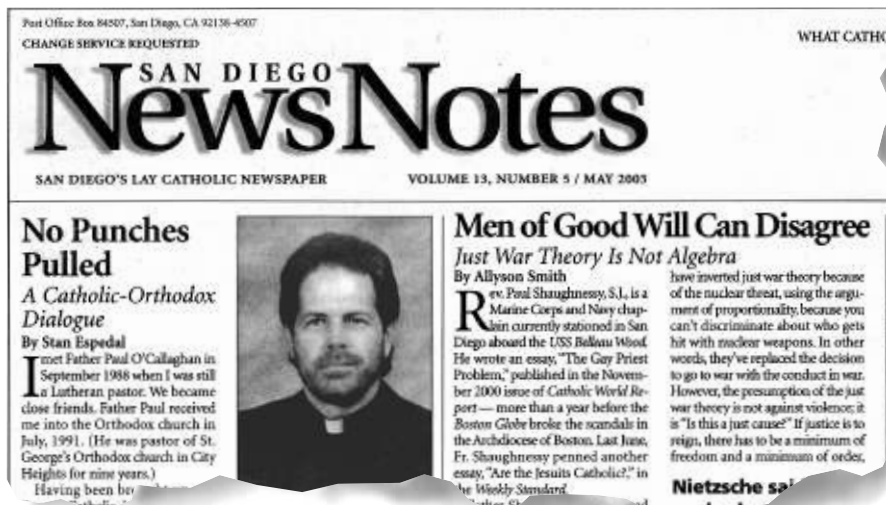 Post Office Box 84507, San Diego, CA 92138-4507
CHANGE SERVICE REQUESTED
WHAT CATHO
SAN DIEGO
News Notes
SAN DIEGO'S LAY CATHOLIC NEWSPAPER
VOLUME 13, NUMBER 5 / MAY 2003
No Punches
Pulled
A Catholic-Orthodox
Dialogue
By Stan Espedal
I met Father Paul O'Callaghan in
September 1988 when I was still
a Lutheran pastor. We became
close friends. Father Paul received
me into the Orthodox church in
July, 1991. (He was pastor of St.
George's Orthodox church in City
Heights for nine years.)
Having been
Men of Good Will Can Disagree
Just War Theory Is Not Algebra
By Allyson Smith
Rev. Paul Shaughnessy, S.J., is a
Marine Corps and Navy chap-
lain currently stationed in San
Diego aboard the USS Belleau Wood.
He wrote an essay, "The Gay Priest
Problem," published in the Novem-
ber 2000 issue of Catholic World Re-
port — more than a year before the
Boston Globe broke the scandals in
the Archdiocese of Boston. Last June,
Fr. Shaughnessy penned another
essay, "Are the Jesuits Catholic?," in
the Weekly Standard.
have inverted just war theory because
of the nuclear threat, using the argu-
ment of proportionality, because you
can't discriminate about who gets
hit with nuclear weapons. In other
words, they've replaced the decision
to go to war with the conduct in war.
However, the presumption of the just
war theory is not against violence; it
is "Is this a just cause?" If justice is to
reign, there has to be a minimum of
freedom and a minimum of order,
Nietzsche sai